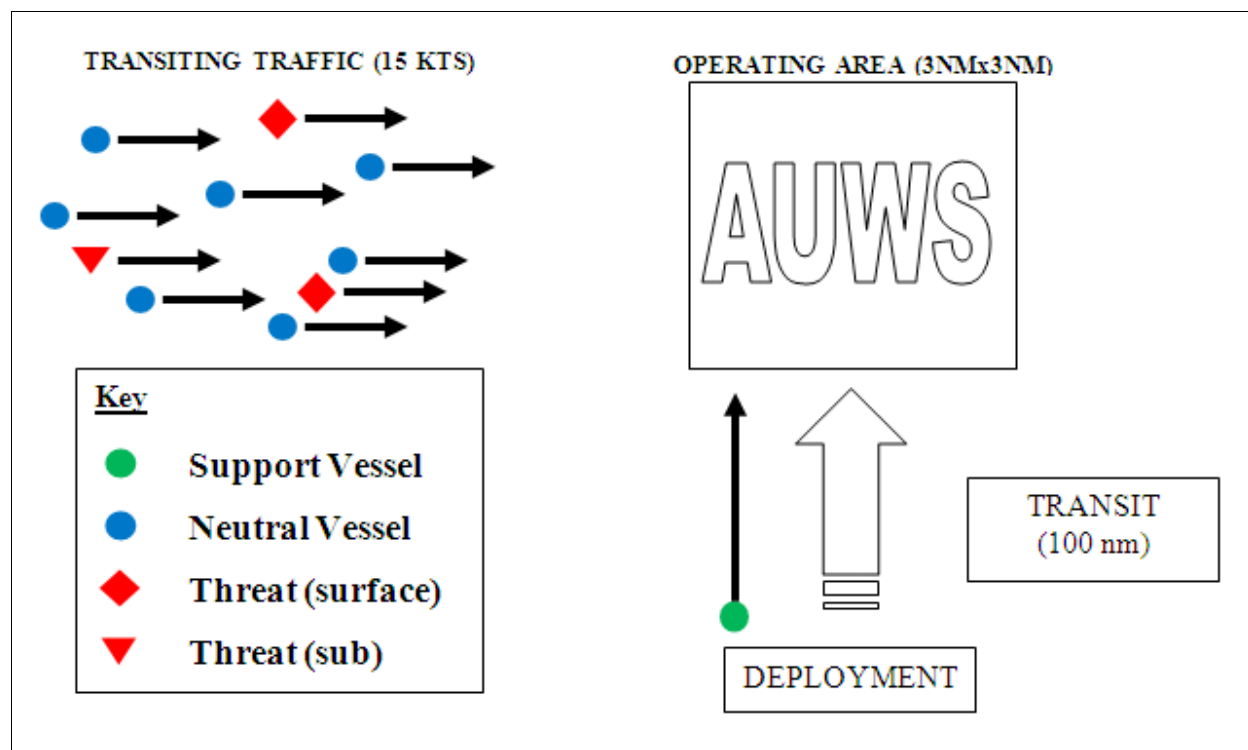 TRANSITING TRAFFIC (15 KTS)
OPERATING AREA (3NMx3NM)
AUWS
Key
Support Vessel
Neutral Vessel
Threat (surface)
Threat (sub)
TRANSIT
(100 nm)
DEPLOYMENT